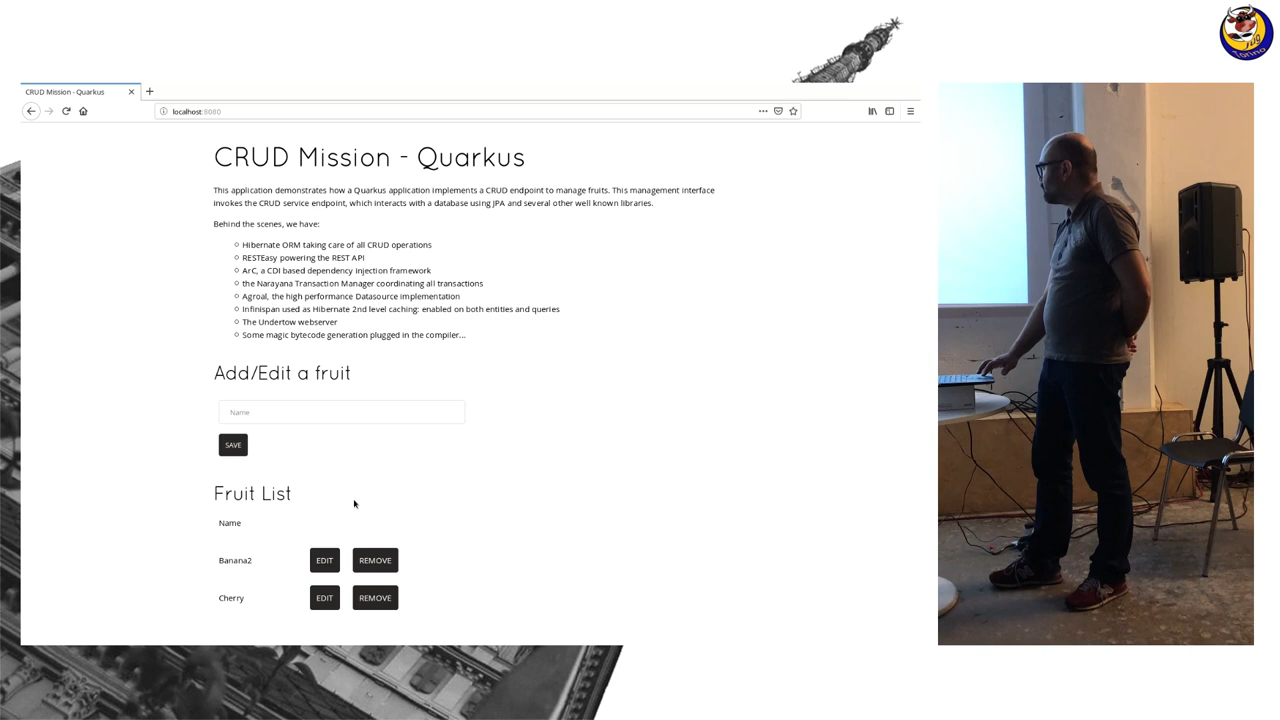 CRUD Mission - Quarkus
localhost:8080
CRUD Mission - Quarkus
This application demonstrates how a Quarkus application implements a CRUD endpoint to manage fruits. This management interface
invokes the CRUD service endpoint, which interacts with a database using JPA and several other well known libraries.
Behind the scenes, we have:
Hibernate ORM taking care of all CRUD operations
RESTEasy powering the REST API
ArC, a CDI based dependency injection framework
the Narayana Transaction Manager coordinating all transactions
Agroal, the high performance Datasource implementation
Infinispan used as Hibernate 2nd level caching: enabled on both entities and queries
The Undertow webserver
Some magic bytecode generation plugged in the compiler...
Add/Edit a fruit
Name
SAVE
Fruit List
Name
Banana2 EDIT REMOVE
Cherry EDIT REMOVE
jug
Torino